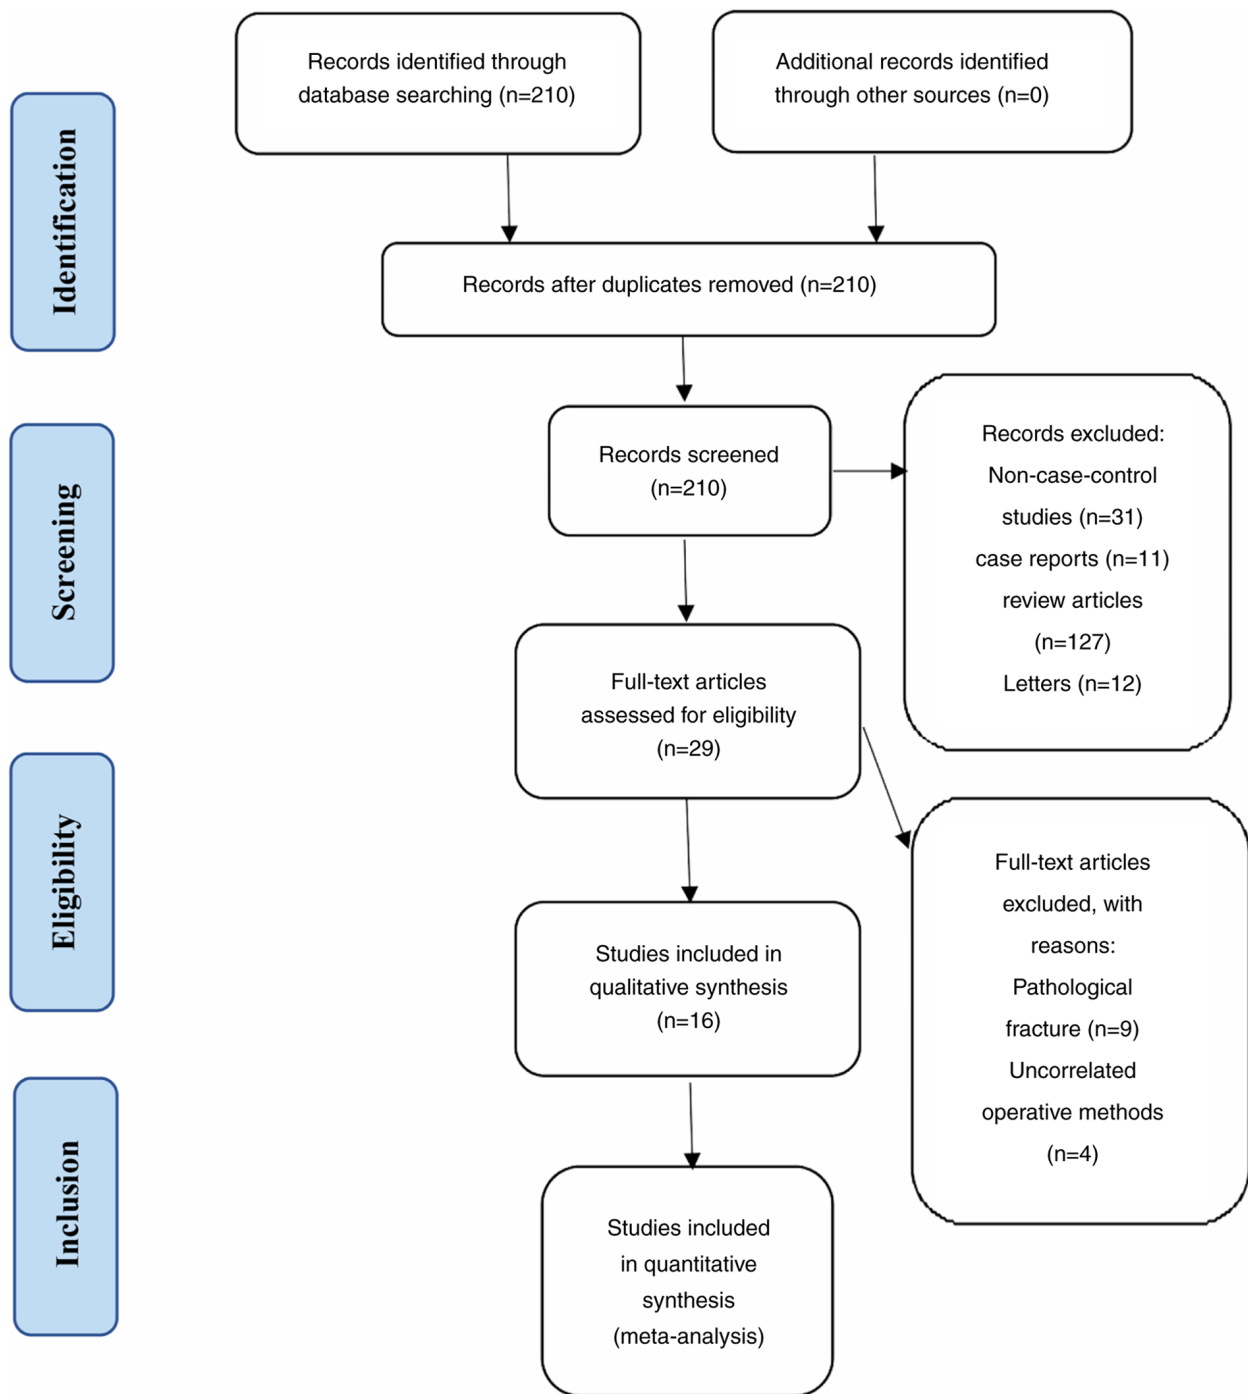 Records identified through
database searching (n=210)
Additional records identified
through other sources (n=0)
Identification
Records after duplicates removed (n=210)
Screening
Records screened
(n=210)
Records excluded:
Non-case-control
studies (n=31)
case reports (n=11)
review articles
(n=127)
Letters (n=12)
Full-text articles
assessed for eligibility
(n=29)
Eligibility
Full-text articles
excluded, with
reasons:
Pathological
fracture (n=9)
Uncorrelated
operative methods
(n=4)
Studies included in
qualitative synthesis
(n=16)
Inclusion
Studies included
in quantitative
synthesis
(meta-analysis)